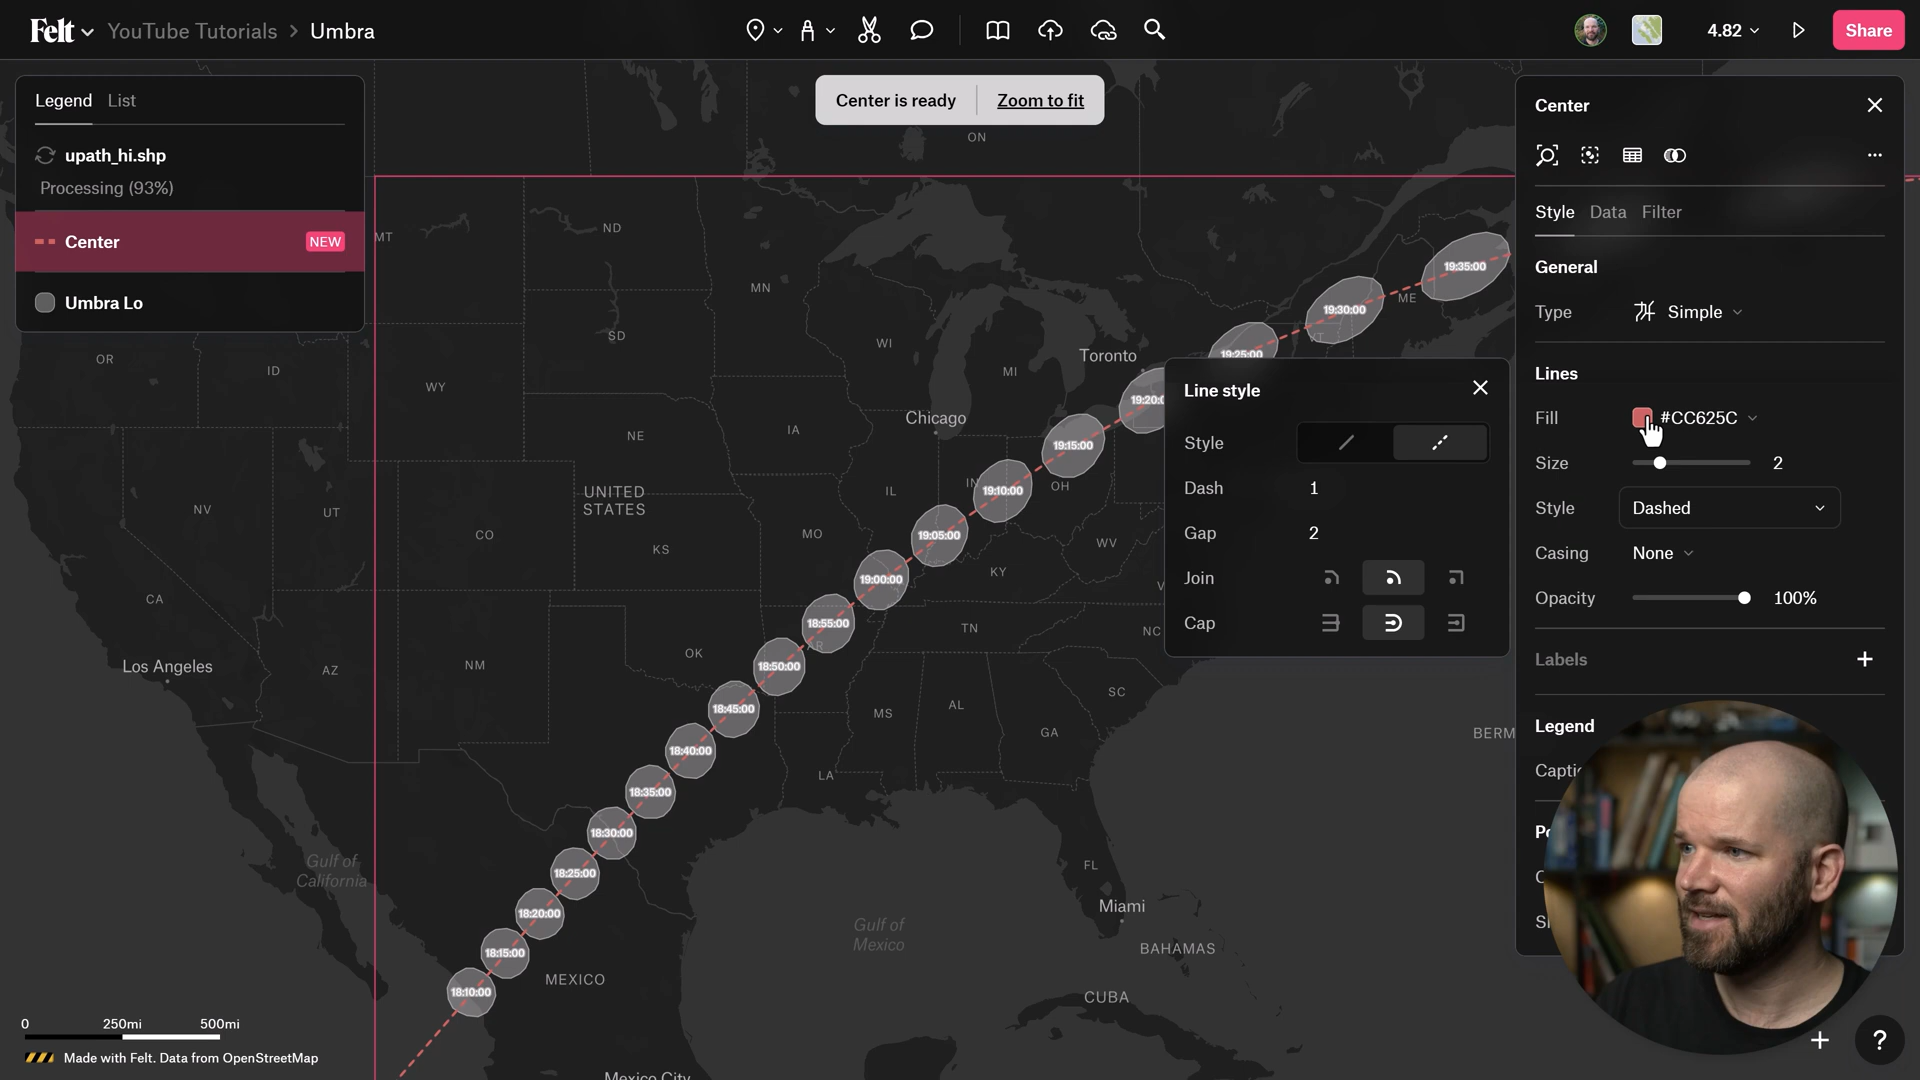 Felt
YouTube Tutorials > Umbra
4.82
Share
Legend
List
upath_hi.shp
Processing (93%)
Center
NEW
Umbra Lo
Center is ready
Zoom to fit
ON
MT
ND
MN
OR
ID
SD
WI
WY
MI
Toronto
Chicago
ME
VT
NE
IA
NV
UT
UNITED
STATES
IL
IN
OH
CO
KS
MO
WV
KY
CA
TN
NC
Los Angeles
AZ
NM
OK
AR
SC
MS
AL
GA
LA
BERM
Gulf of
California
FL
Miami
Gulf of
Mexico
BAHAMAS
MEXICO
CUBA
Mexico City
19:35:00
19:30:00
19:25:00
19:20:0
19:15:00
19:10:00
19:05:00
19:00:00
18:55:00
18:50:00
18:45:00
18:40:00
18:35:00
18:30:00
18:25:00
18:20:00
18:15:00
18:10:00
Line style
Style
Dash 1
Gap 2
Join
Cap
Center
Style
Data
Filter
General
Type Simple
Lines
Fill #CC625C
Size 2
Style Dashed
Casing None
Opacity 100%
Labels
Legend
0
250mi
500mi
Made with Felt. Data from OpenStreetMap
?